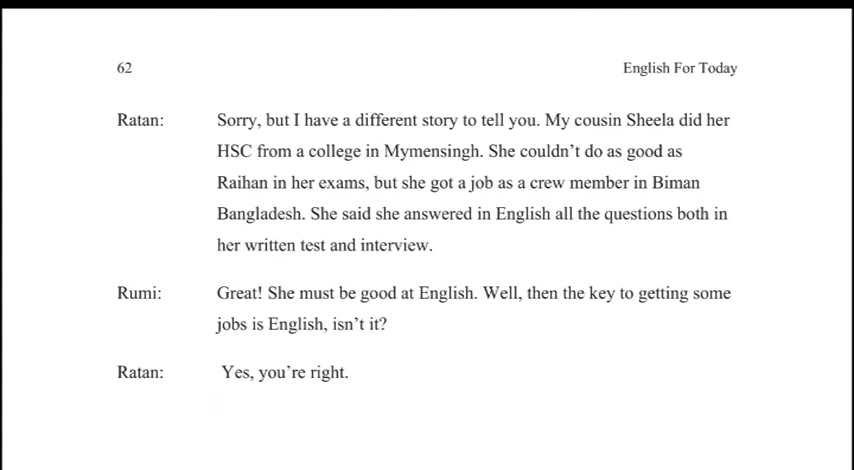 62 English For Today
Ratan: Sorry, but I have a different story to tell you. My cousin Sheela did her
HSC from a college in Mymensingh. She couldn’t do as good as
Raihan in her exams, but she got a job as a crew member in Biman
Bangladesh. She said she answered in English all the questions both in
her written test and interview.
Rumi: Great! She must be good at English. Well, then the key to getting some
jobs is English, isn’t it?
Ratan: Yes, you’re right.